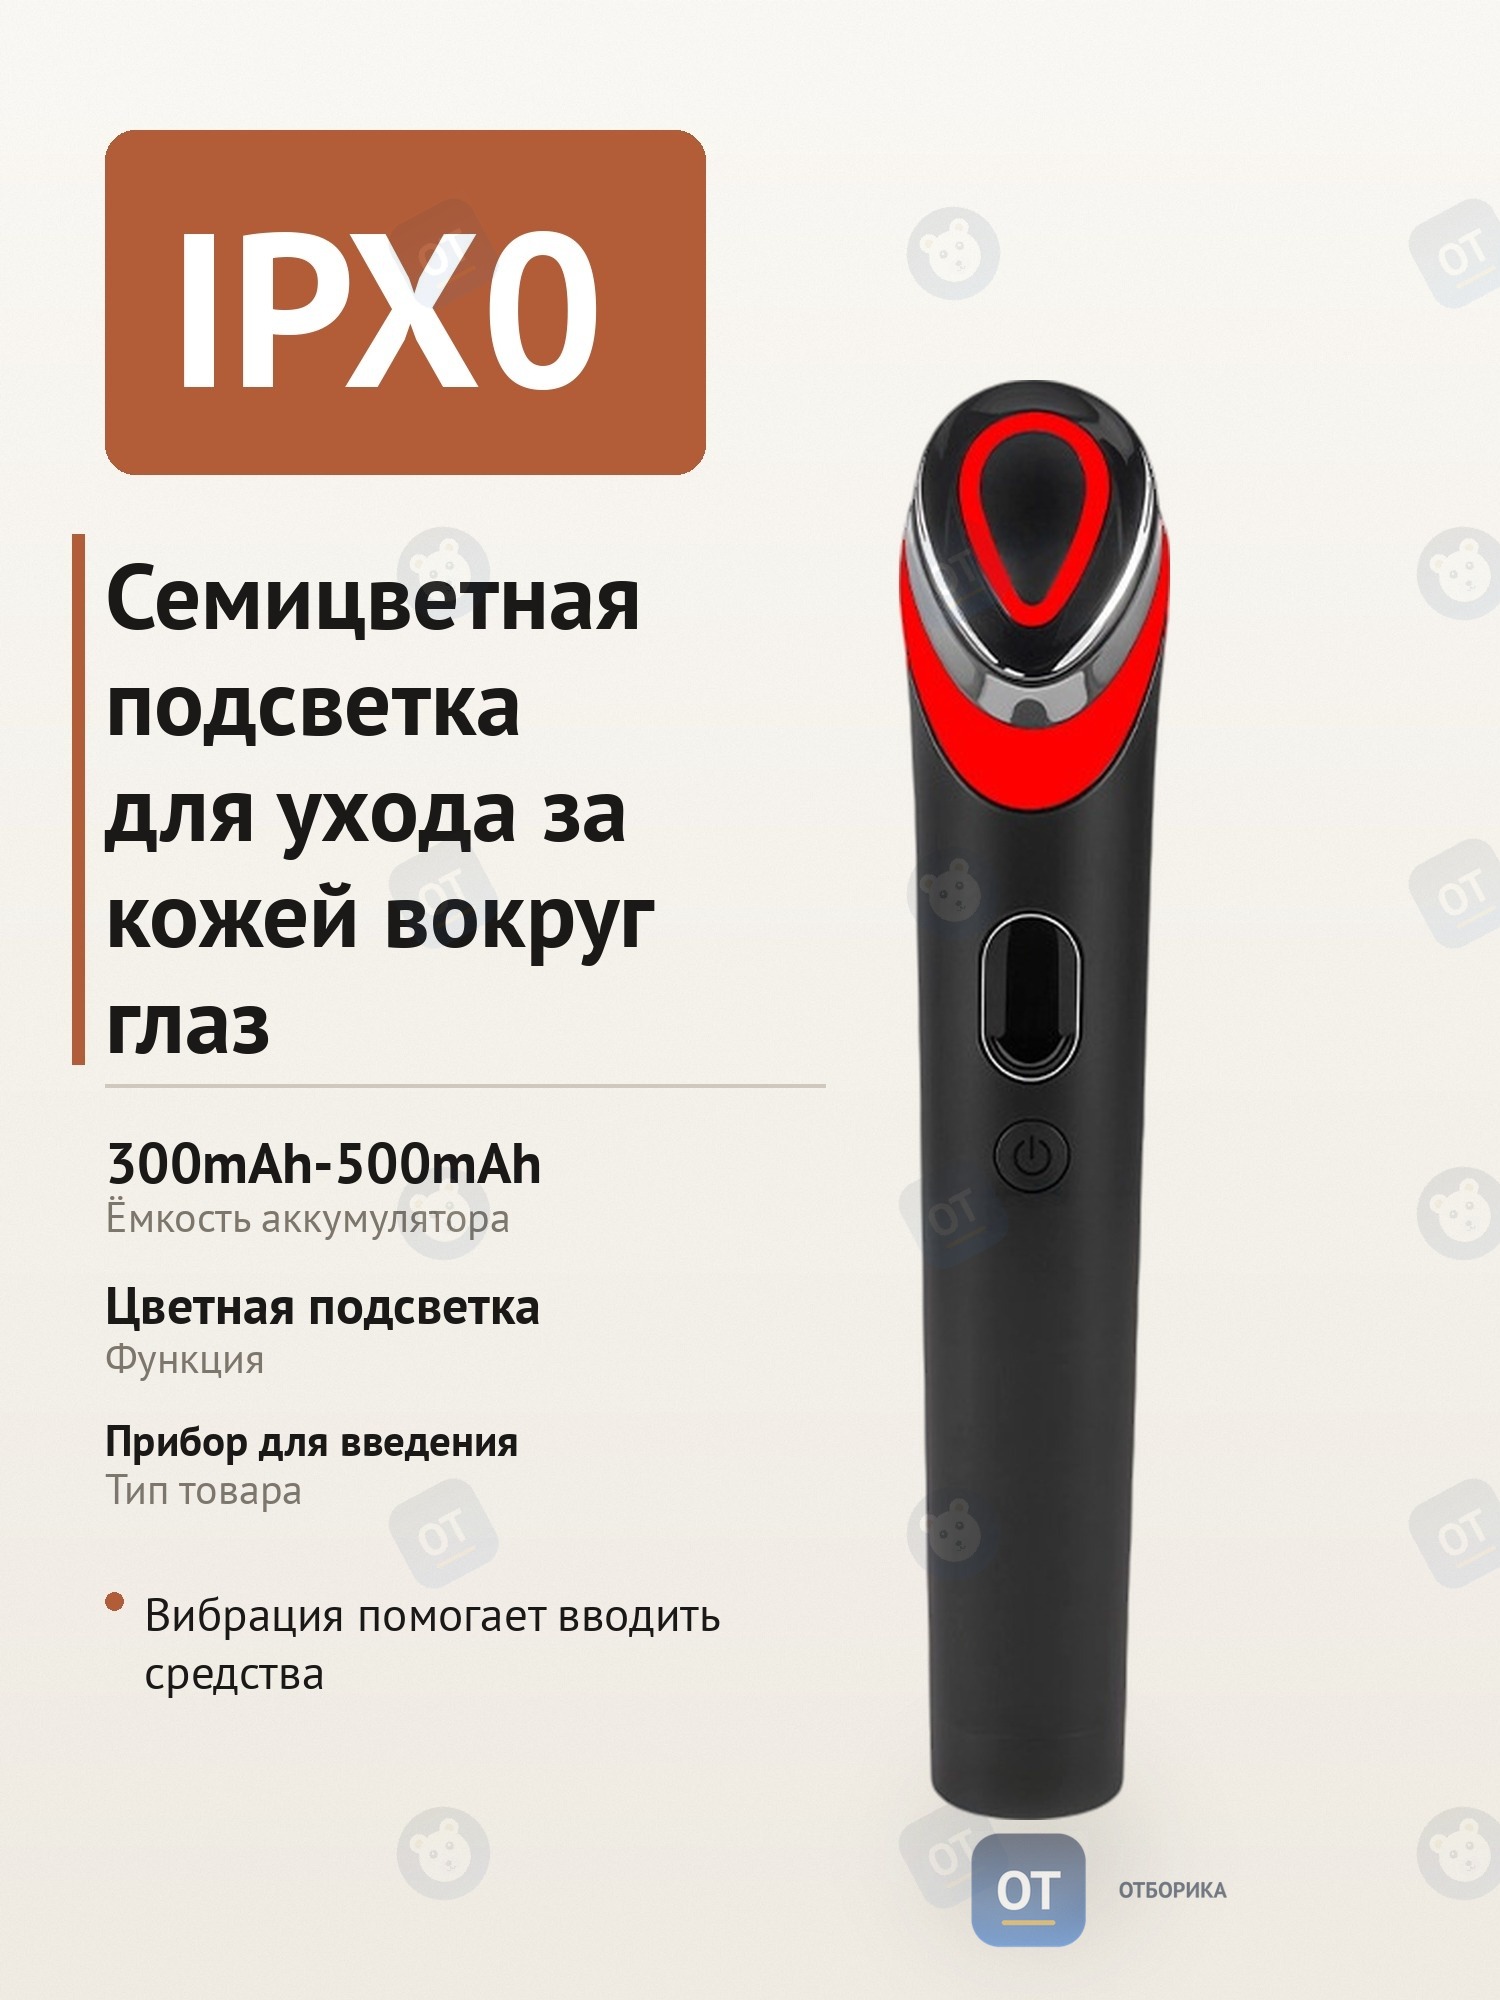 IPX0
Семицветная
подсветка
для ухода за
кожей вокруг
глаз
300mAh-500mAh
Ёмкость аккумулятора
Цветная подсветка
Функция
Прибор для введения
Тип товара
Вибрация помогает вводить
средства
ОТ
ОТБОРИКА